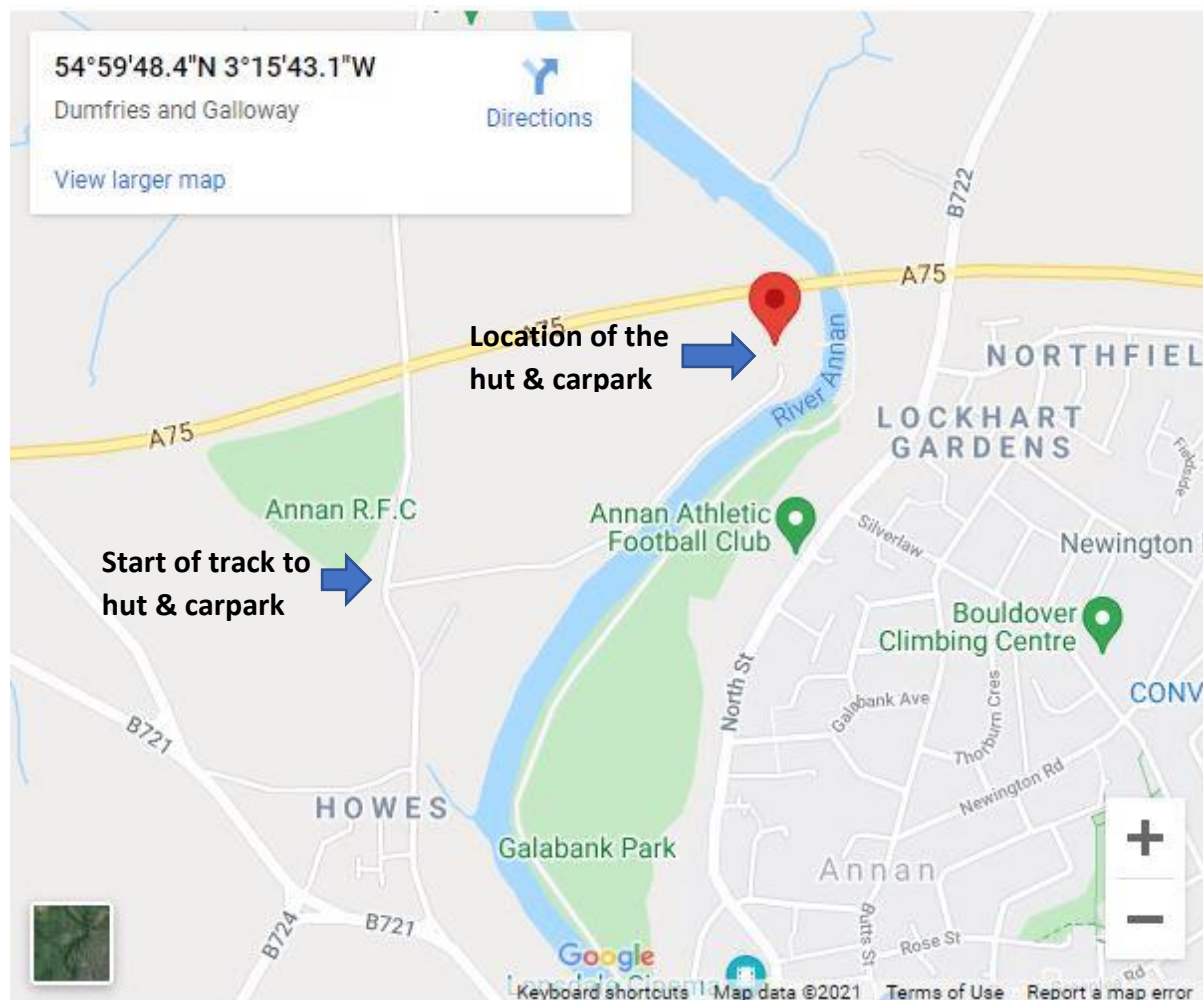 54°59'48.4"N 3°15'43.1"W
Dumfries and Galloway
Directions
View larger map
B722
A75
A75
A75
Location of the
hut & carpark
River Annan
NORTHFIEL
LOCKHART
GARDENS
Fieldside
Annan R.F.C
Annan Athletic
Football Club
Silverlaw
Newington
Start of track to
hut & carpark
Bouldover
Climbing Centre
North St
Galabank Ave
Thorburn Cres
CONV
B721
Newington Rd
HOWES
Galabank Park
Annan
B724
B721
Butts St
Rose St
Google
Lonsdale Cinema
Rd
Keyboard shortcuts
Map data ©2021
Terms of Use
Report a map error